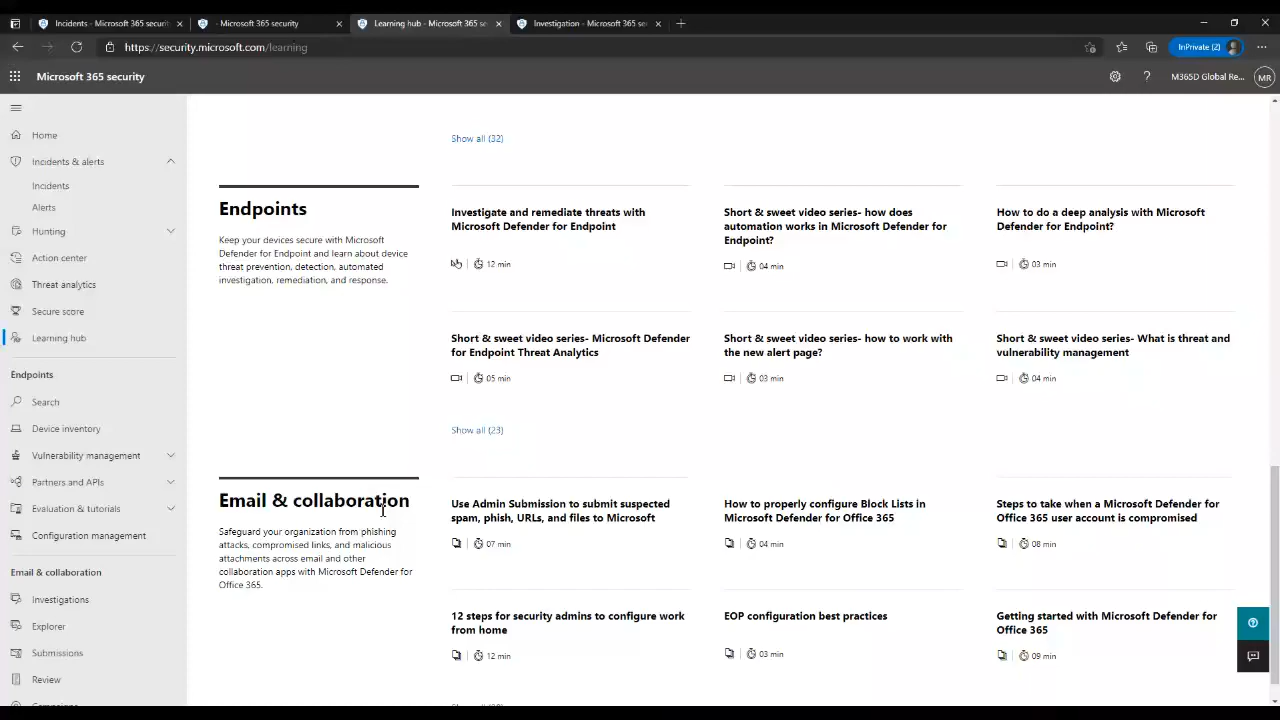 Incidents - Microsoft 365 securit
- Microsoft 365 security
Learning hub - Microsoft 365 se
Investigation - Microsoft 365 se
https://security.microsoft.com/learning
InPrivate (2)
Microsoft 365 security
M365D Global Re...
MR
Home
Incidents & alerts
Incidents
Alerts
Hunting
Action center
Threat analytics
Secure score
Learning hub
Endpoints
Search
Device inventory
Vulnerability management
Partners and APIs
Evaluation & tutorials
Configuration management
Email & collaboration
Investigations
Explorer
Submissions
Review
Show all (32)
Endpoints
Keep your devices secure with Microsoft
Defender for Endpoint and learn about device
threat prevention, detection, automated
investigation, remediation, and response.
Investigate and remediate threats with
Microsoft Defender for Endpoint
12 min
Short & sweet video series- how does
automation works in Microsoft Defender for
Endpoint?
04 min
How to do a deep analysis with Microsoft
Defender for Endpoint?
03 min
Short & sweet video series- Microsoft Defender
for Endpoint Threat Analytics
05 min
Short & sweet video series- how to work with
the new alert page?
03 min
Short & sweet video series- What is threat and
vulnerability management
04 min
Show all (23)
Email & collaboration
Safeguard your organization from phishing
attacks, compromised links, and malicious
attachments across email and other
collaboration apps with Microsoft Defender for
Office 365.
Use Admin Submission to submit suspected
spam, phish, URLs, and files to Microsoft
07 min
How to properly configure Block Lists in
Microsoft Defender for Office 365
04 min
Steps to take when a Microsoft Defender for
Office 365 user account is compromised
08 min
12 steps for security admins to configure work
from home
12 min
EOP configuration best practices
03 min
Getting started with Microsoft Defender for
Office 365
09 min